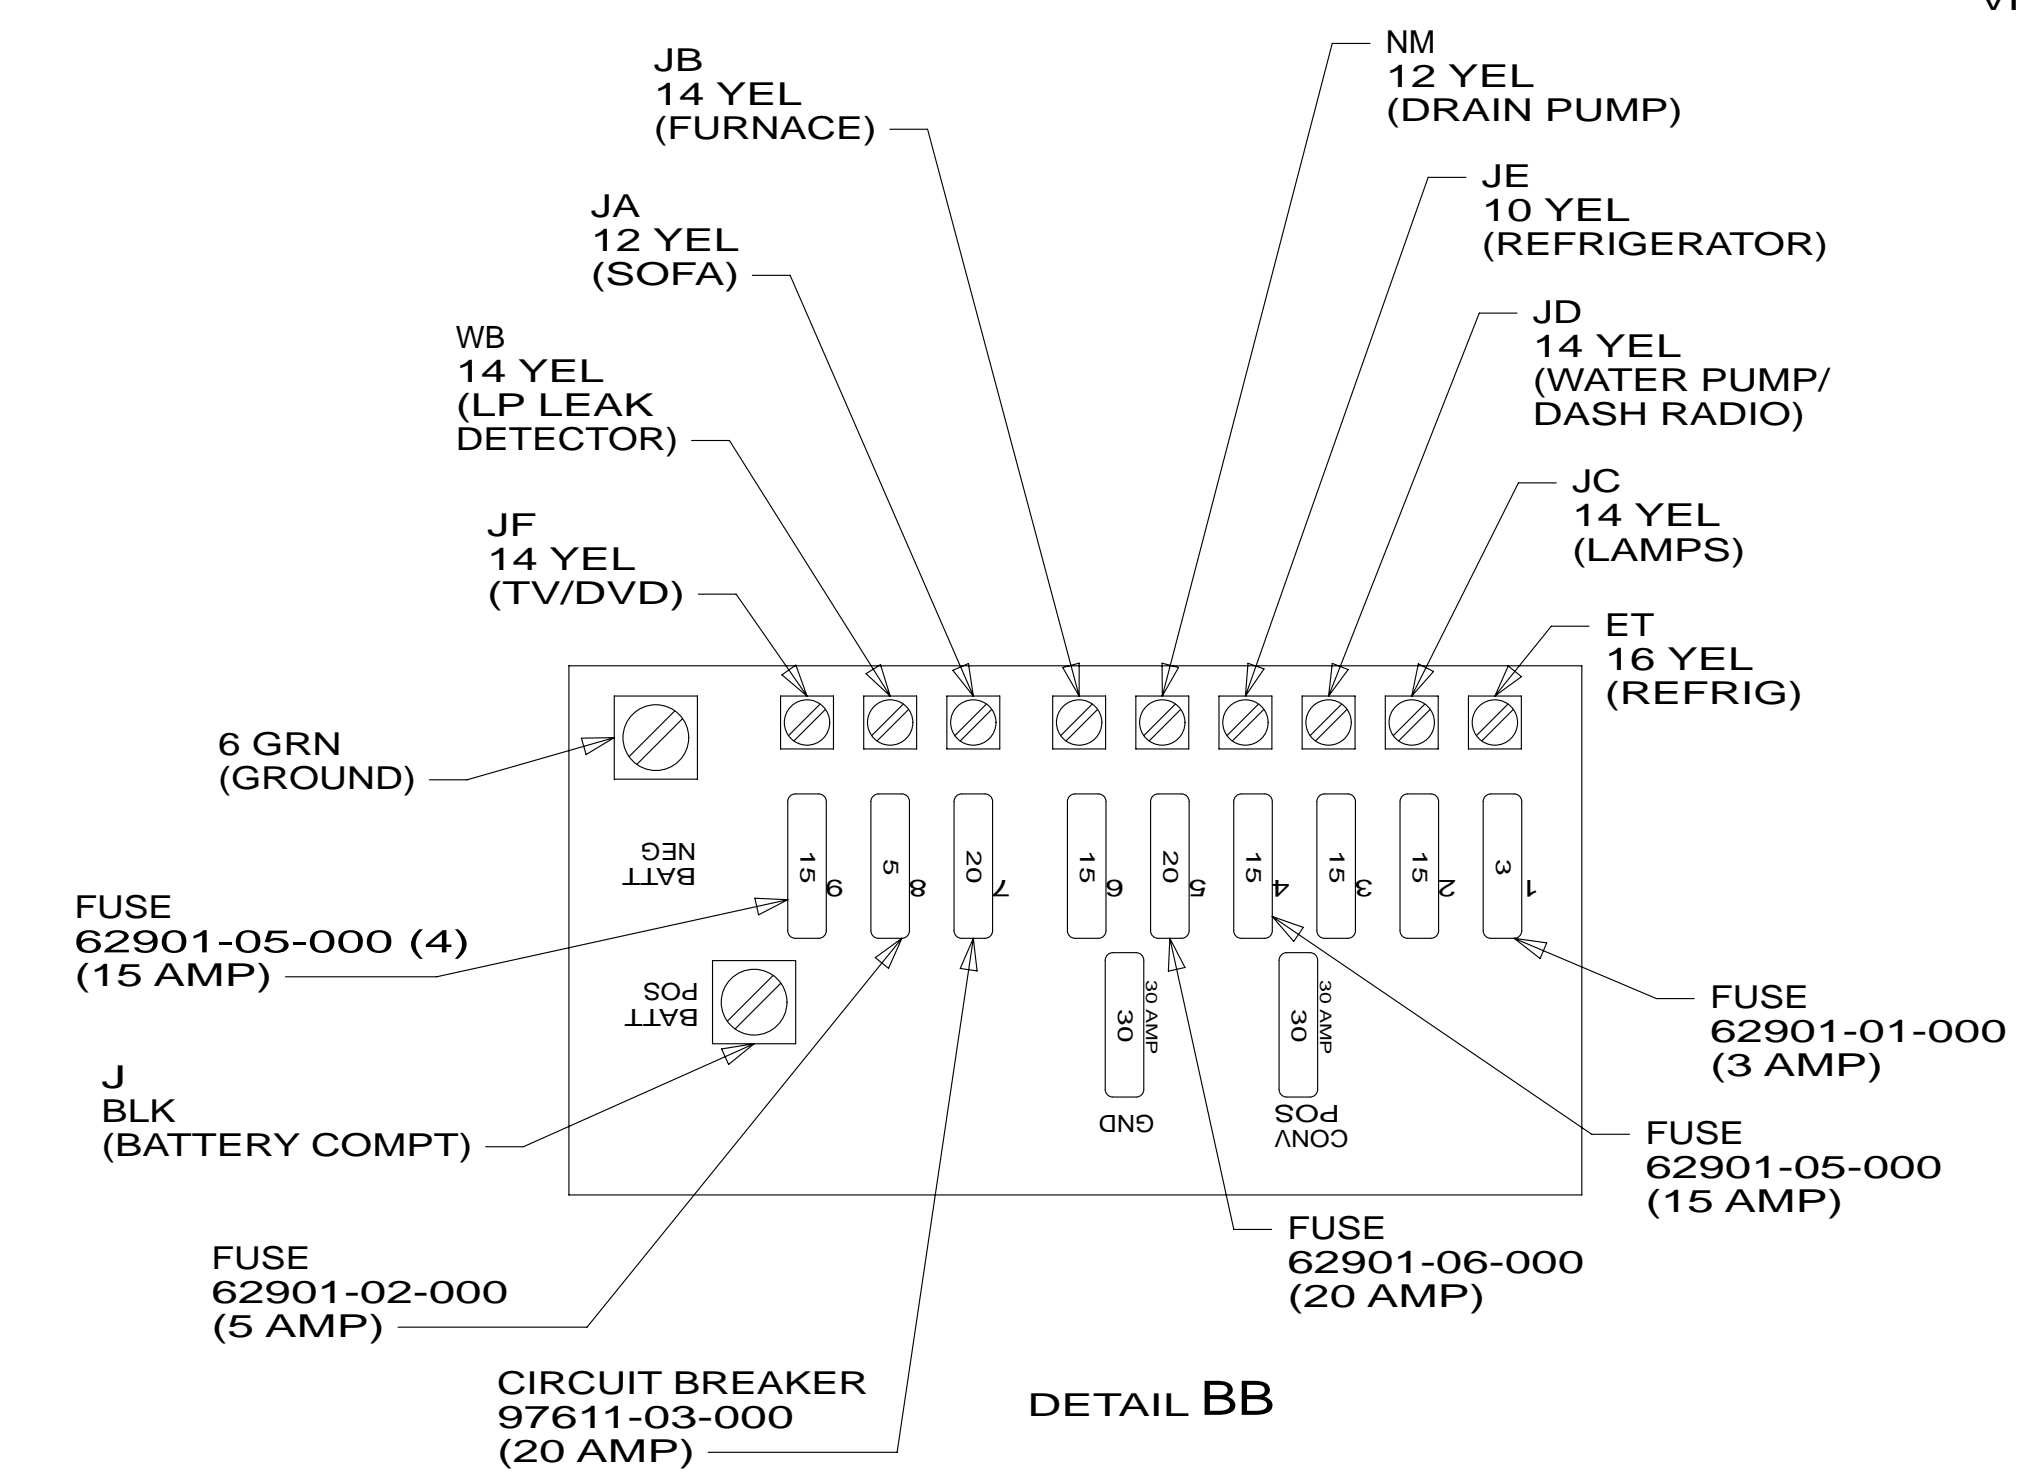 JB
14 YEL
(FURNACE)
NM
12 YEL
(DRAIN PUMP)
JA
12 YEL
(SOFA)
JE
10 YEL
(REFRIGERATOR)
WB
14 YEL
(LP LEAK
DETECTOR)
JD
14 YEL
(WATER PUMP/
DASH RADIO)
JF
14 YEL
(TV/DVD)
JC
14 YEL
(LAMPS)
ET
16 YEL
(REFRIG)
6 GRN
(GROUND)
BATT
NEG
15
9
5
8
20
7
15
6
20
5
15
4
15
3
15
2
3
1
FUSE
62901-05-000 (4)
(15 AMP)
BATT
POS
30
30 AMP
GND
30
30 AMP
CONV
POS
J
BLK
(BATTERY COMPT)
FUSE
62901-01-000
(3 AMP)
FUSE
62901-05-000
(15 AMP)
FUSE
62901-06-000
(20 AMP)
FUSE
62901-02-000
(5 AMP)
CIRCUIT BREAKER
97611-03-000
(20 AMP)
DETAIL BB